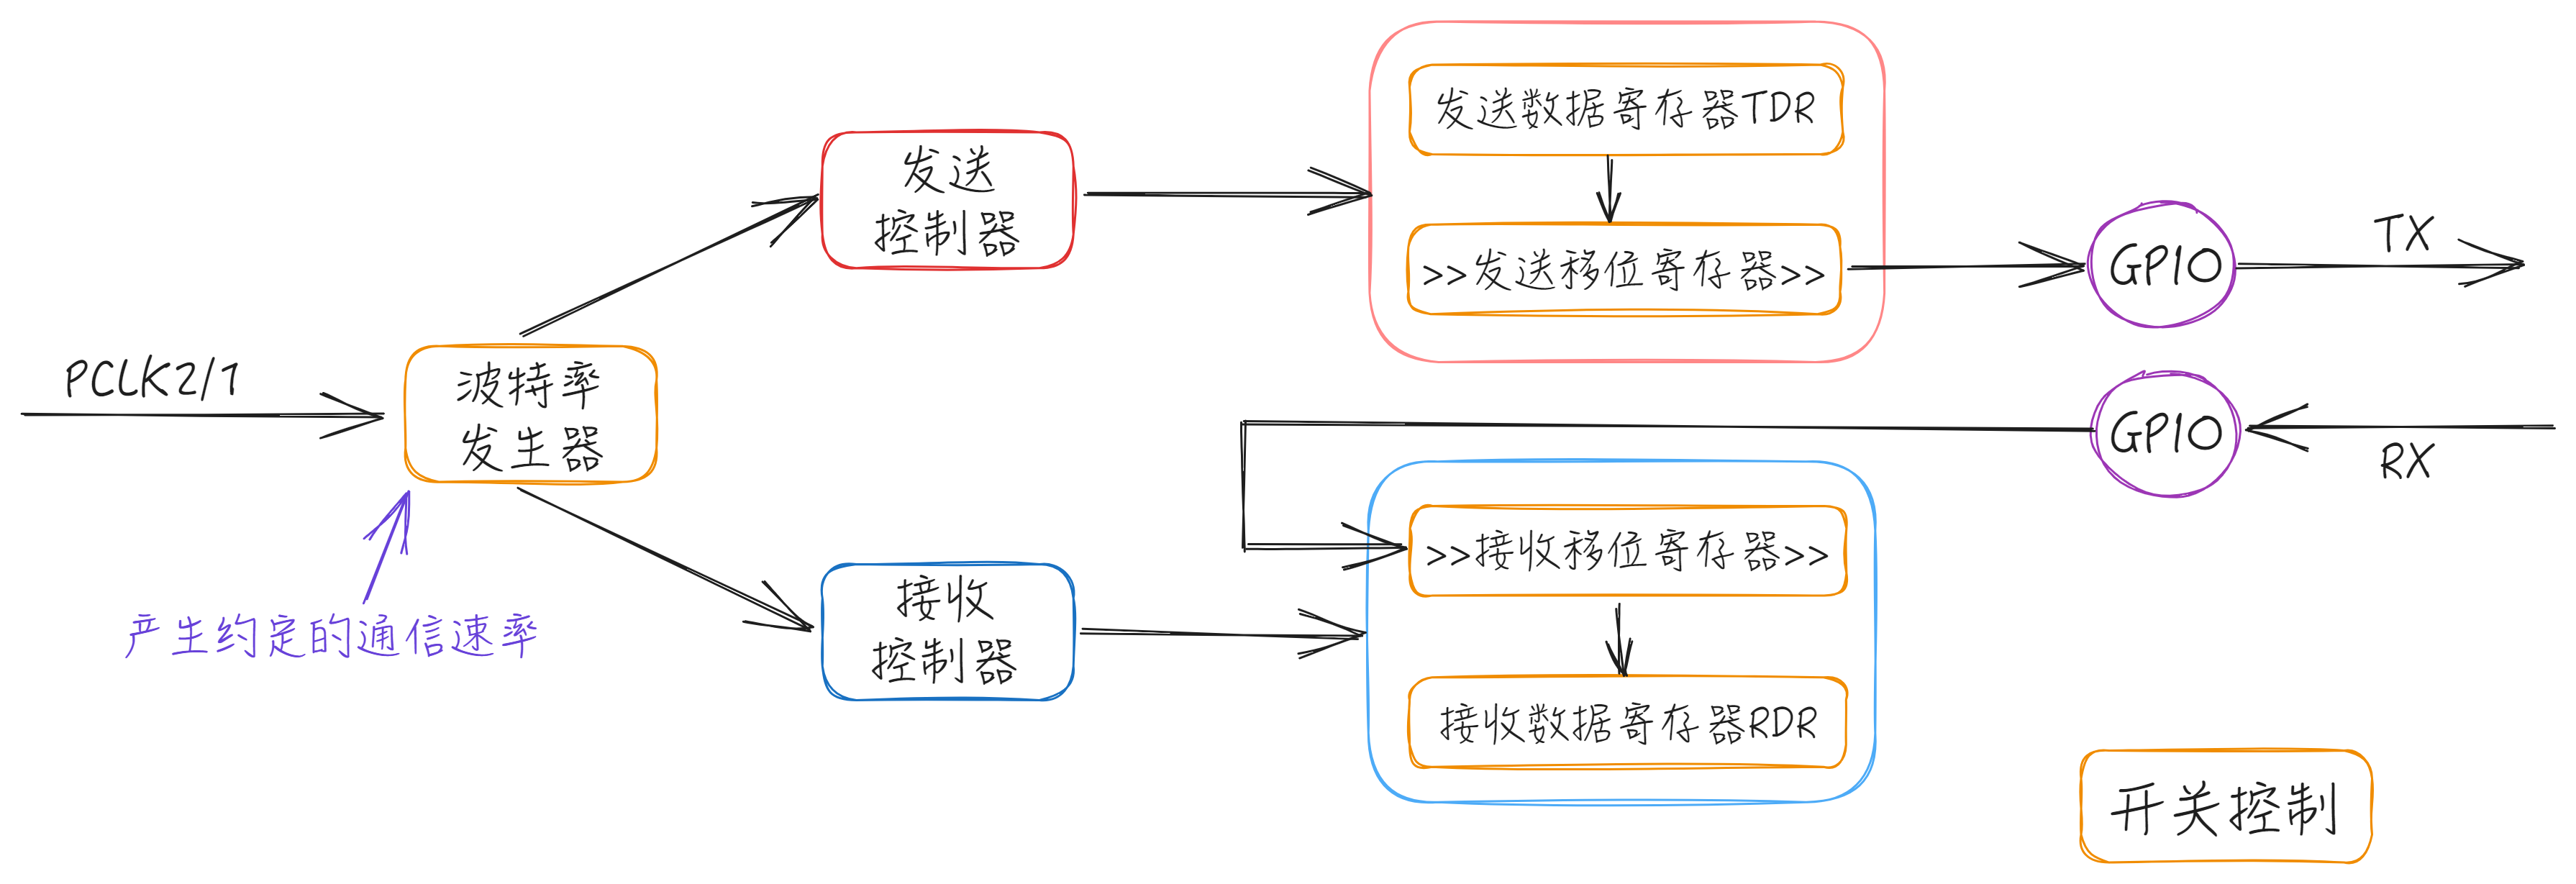 发送数据寄存器TDR
发送
控制器
>>发送移位寄存器>>
GPIO
TX
PCLK2/1
波特率
发生器
GPIO
RX
产生约定的通信速率
接收
控制器
>>接收移位寄存器>>
接收数据寄存器RDR
开关控制